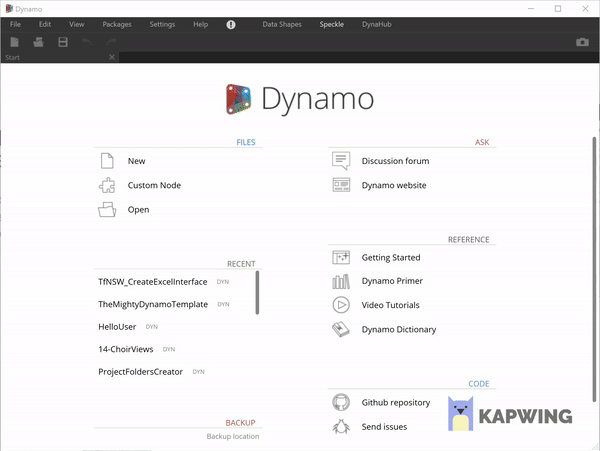 Dynamo
File Edit View Packages Settings Help Data Shapes Speckle DynaHub
Start
Dynamo
FILES
New
Custom Node
Open
RECENT
TfNSW_CreateExcelInterface DYN
TheMightyDynamoTemplate DYN
HelloUser DYN
14-ChoirViews DYN
ProjectFoldersCreator DYN
BACKUP
Backup location
ASK
Discussion forum
Dynamo website
REFERENCE
Getting Started
Dynamo Primer
Video Tutorials
Dynamo Dictionary
CODE
Github repository
Send issues
KAPWING